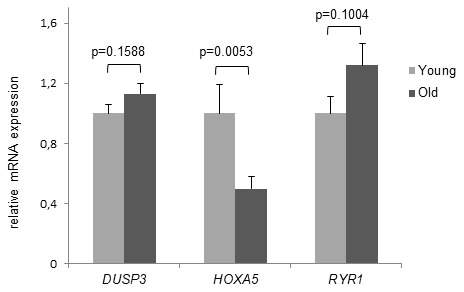 p=0.1004
1,6
p=0.1588
p=0.0053
Young
Old
1,2
0,8
0,4
0
relative mRNA expression
DUSP3
HOXA5
RYR1